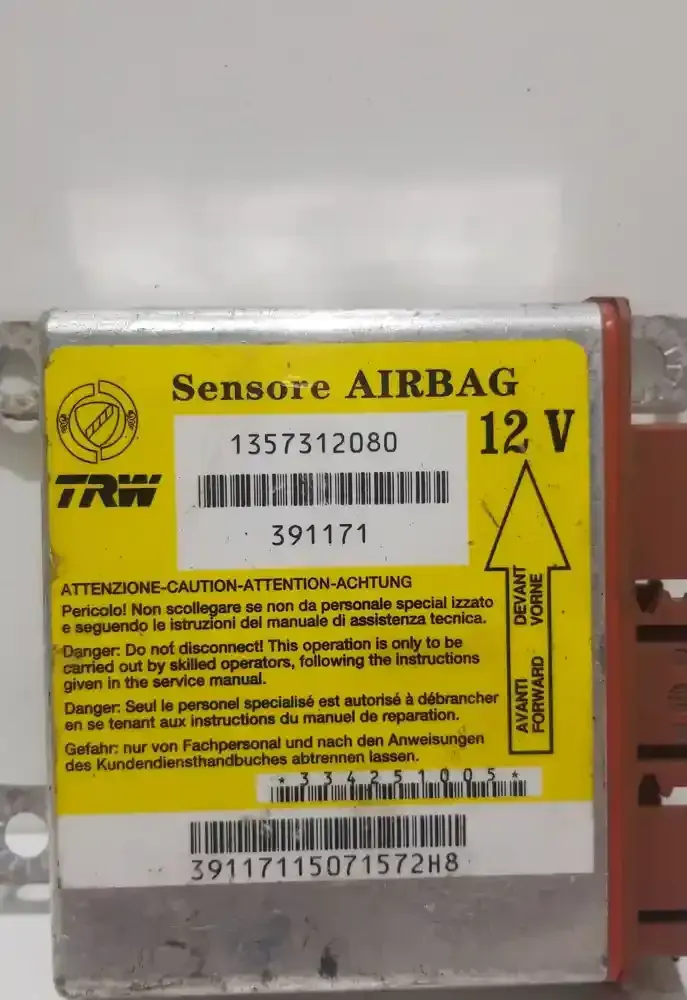 Sensore AIRBAG
1357312080
12 V
TRW
391171
ATTENZIONE-CAUTION-ATTENTION-ACHTUNG
Pericolo! Non scollegare se non da personale special izzato
e seguendo le istruzioni del manuale di assistenza tecnica.
Danger: Do not disconnect! This operation is only to be
carried out by skilled operators, following the instructions
given in the service manual.
Danger: Seul le personel specialisé est autorisé à débrancher
en se tenant aux instructions du manuel de reparation.
Gefahr: nur von Fachpersonal und nach den Anweisungen
des Kundendiensthandbuches abtrennen lassen.
AVANTI DEVANT
FORWARD VORNE
*334251005*
39117115071572H8